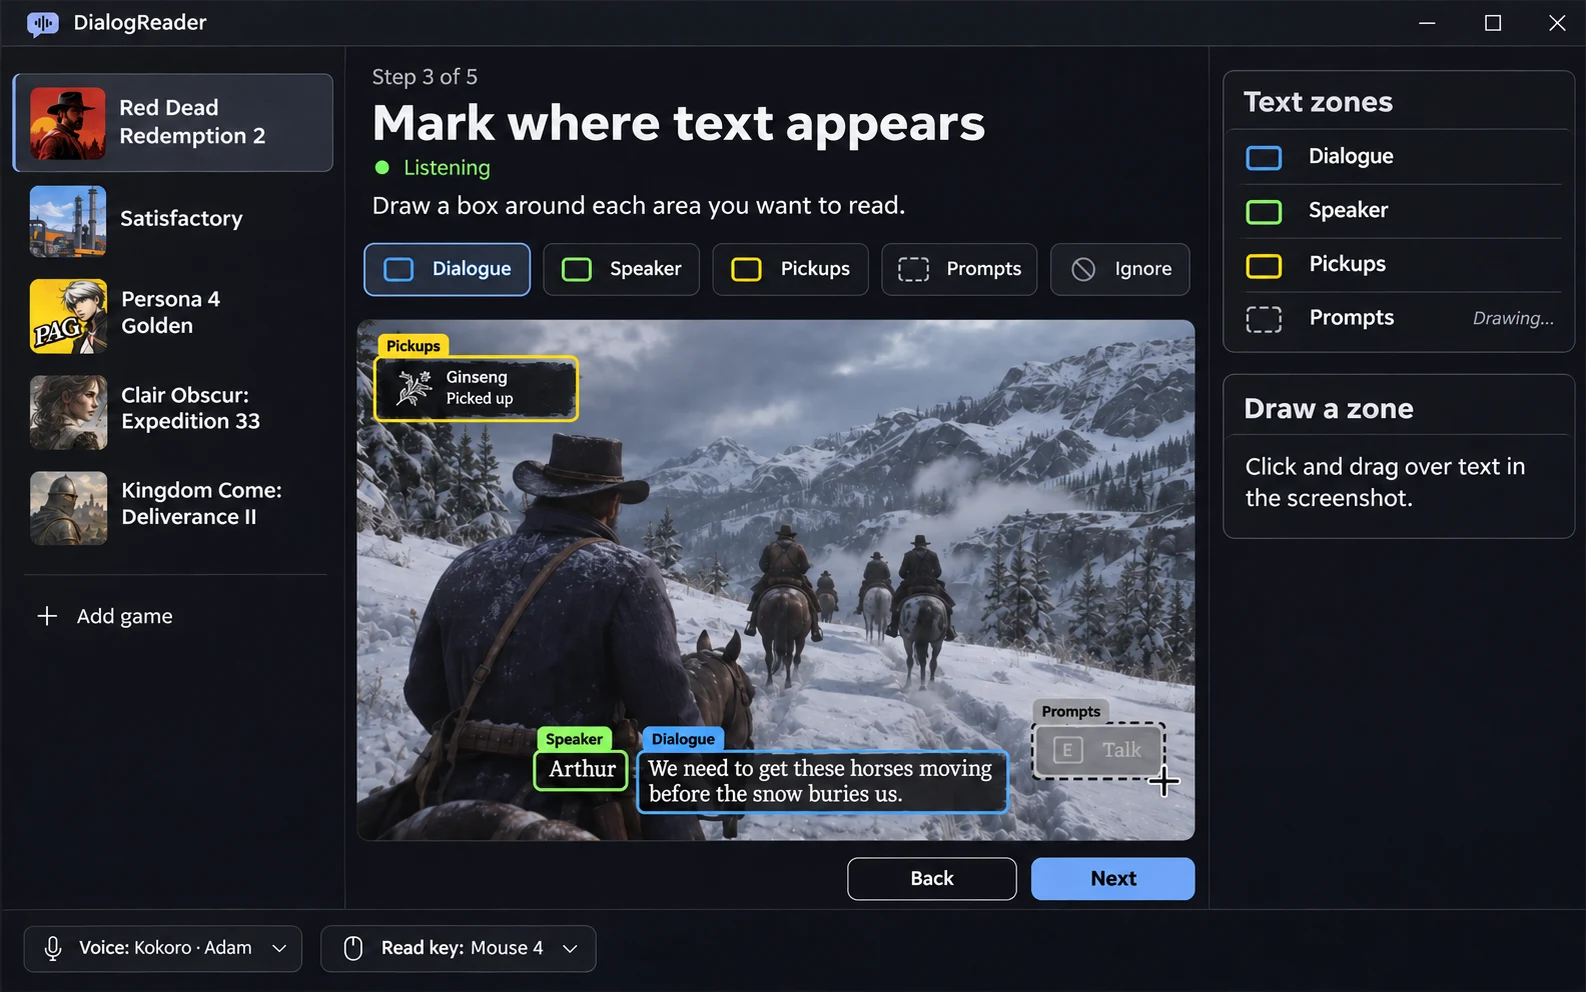 DialogReader
Red Dead
Redemption 2
Satisfactory
PAG
Persona 4
Golden
Clair Obscur:
Expedition 33
Kingdom Come:
Deliverance II
Add game
Step 3 of 5
Mark where text appears
Listening
Draw a box around each area you want to read.
Dialogue
Speaker
Pickups
Prompts
Ignore
Pickups
Ginseng
Picked up
Speaker
Arthur
Dialogue
We need to get these horses moving
before the snow buries us.
Prompts
E Talk
Back
Next
Text zones
Dialogue
Speaker
Pickups
Prompts Drawing...
Draw a zone
Click and drag over text in
the screenshot.
Voice: Kokoro · Adam
Read key: Mouse 4